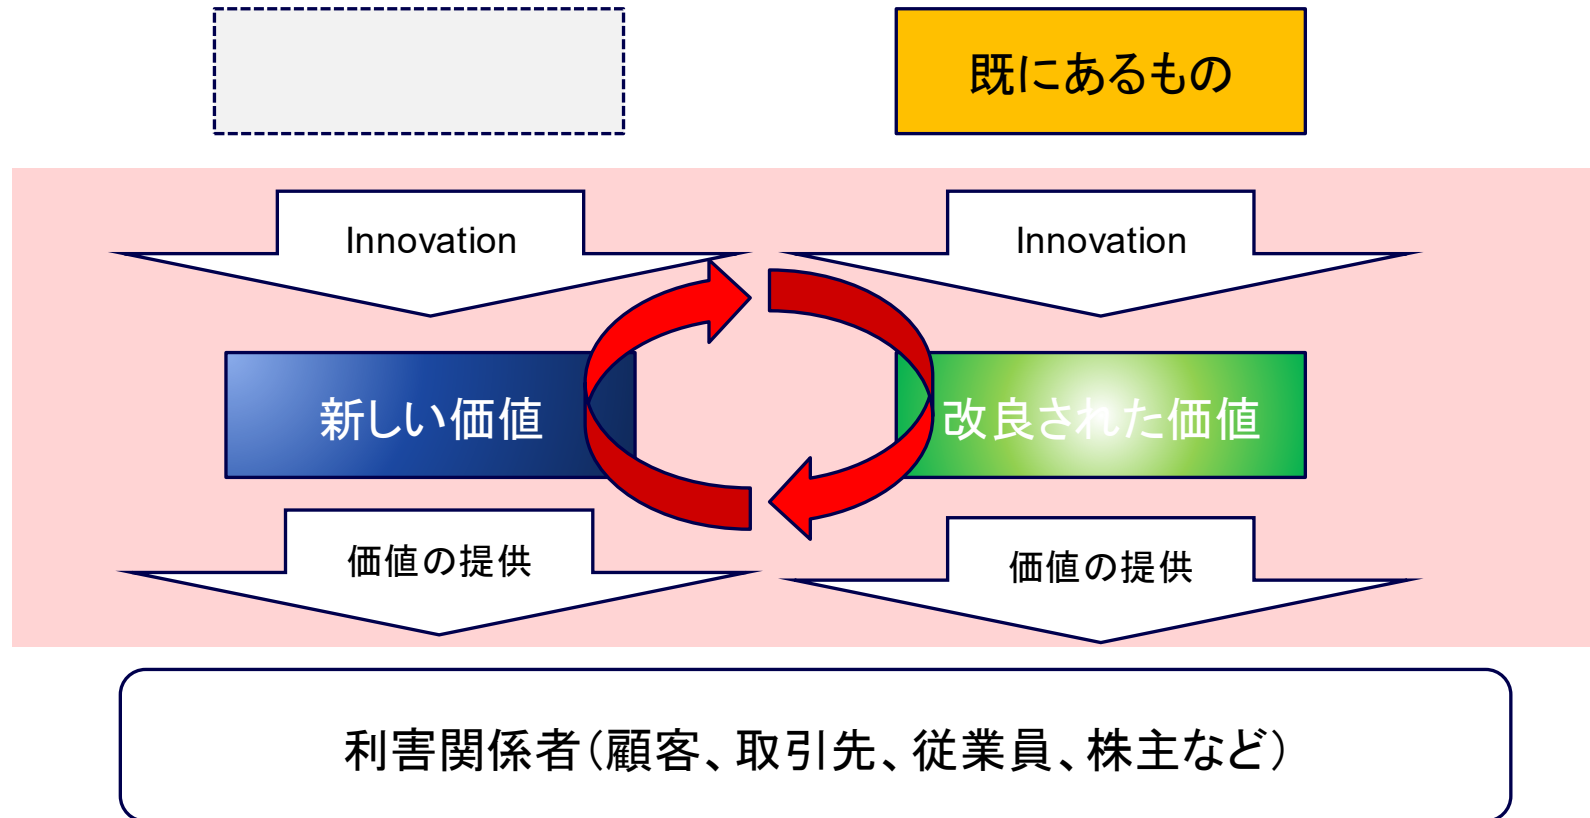 既にあるもの
Innovation
Innovation
新しい価値
改良された価値
価値の提供
価値の提供
利害関係者（顧客、取引先、従業員、株主など）